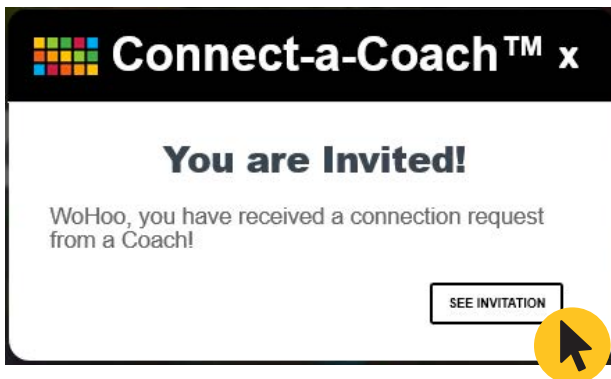 Connect-a-Coach™ x
You are Invited!
WoHoo, you have received a connection request
from a Coach!
SEE INVITATION